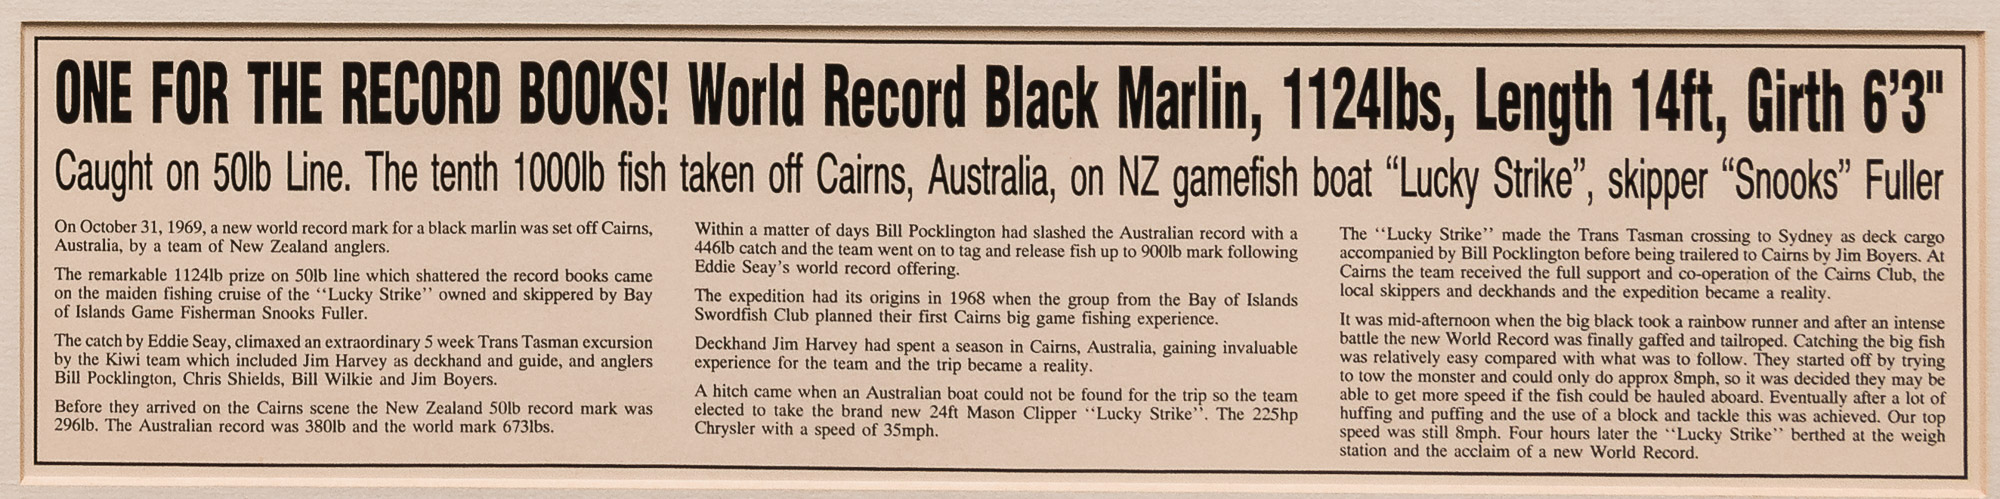 ONE FOR THE RECORD BOOKS! World Record Black Marlin, 1124lbs, Length 14ft, Girth 6'3"
Caught on 50lb Line. The tenth 1000lb fish taken off Cairns, Australia, on NZ gamefish boat “Lucky Strike”, skipper “Snooks” Fuller
On October 31, 1969, a new world record mark for a black marlin was set off Cairns,
Australia, by a team of New Zealand anglers.
The remarkable 1124lb prize on 50lb line which shattered the record books came
on the maiden fishing cruise of the “Lucky Strike” owned and skippered by Bay
of Islands Game Fisherman Snooks Fuller.
The catch by Eddie Seay, climaxed an extraordinary 5 week Trans Tasman excursion
by the Kiwi team which included Jim Harvey as deckhand and guide, and anglers
Bill Pocklington, Chris Shields, Bill Wilkie and Jim Boyers.
Before they arrived on the Cairns scene the New Zealand 50lb record mark was
296lb. The Australian record was 380lb and the world mark 673lbs.
Within a matter of days Bill Pocklington had slashed the Australian record with a
446lb catch and the team went on to tag and release fish up to 900lb mark following
Eddie Seay's world record offering.
The expedition had its origins in 1968 when the group from the Bay of Islands
Swordfish Club planned their first Cairns big game fishing experience.
Deckhand Jim Harvey had spent a season in Cairns, Australia, gaining invaluable
experience for the team and the trip became a reality.
A hitch came when an Australian boat could not be found for the trip so the team
elected to take the brand new 24ft Mason Clipper “Lucky Strike”. The 225hp
Chrysler with a speed of 35mph.
The “Lucky Strike” made the Trans Tasman crossing to Sydney as deck cargo
accompanied by Bill Pocklington before being trailered to Cairns by Jim Boyers. At
Cairns the team received the full support and co-operation of the Cairns Club, the
local skippers and deckhands and the expedition became a reality.
It was mid-afternoon when the big black took a rainbow runner and after an intense
battle the new World Record was finally gaffed and tailroped. Catching the big fish
was relatively easy compared with what was to follow. They started off by trying
to tow the monster and could only do approx 8mph, so it was decided they may be
able to get more speed if the fish could be hauled aboard. Eventually after a lot of
huffing and puffing and the use of a block and tackle this was achieved. Our top
speed was still 8mph. Four hours later the “Lucky Strike” berthed at the weigh
station and the acclaim of a new World Record.